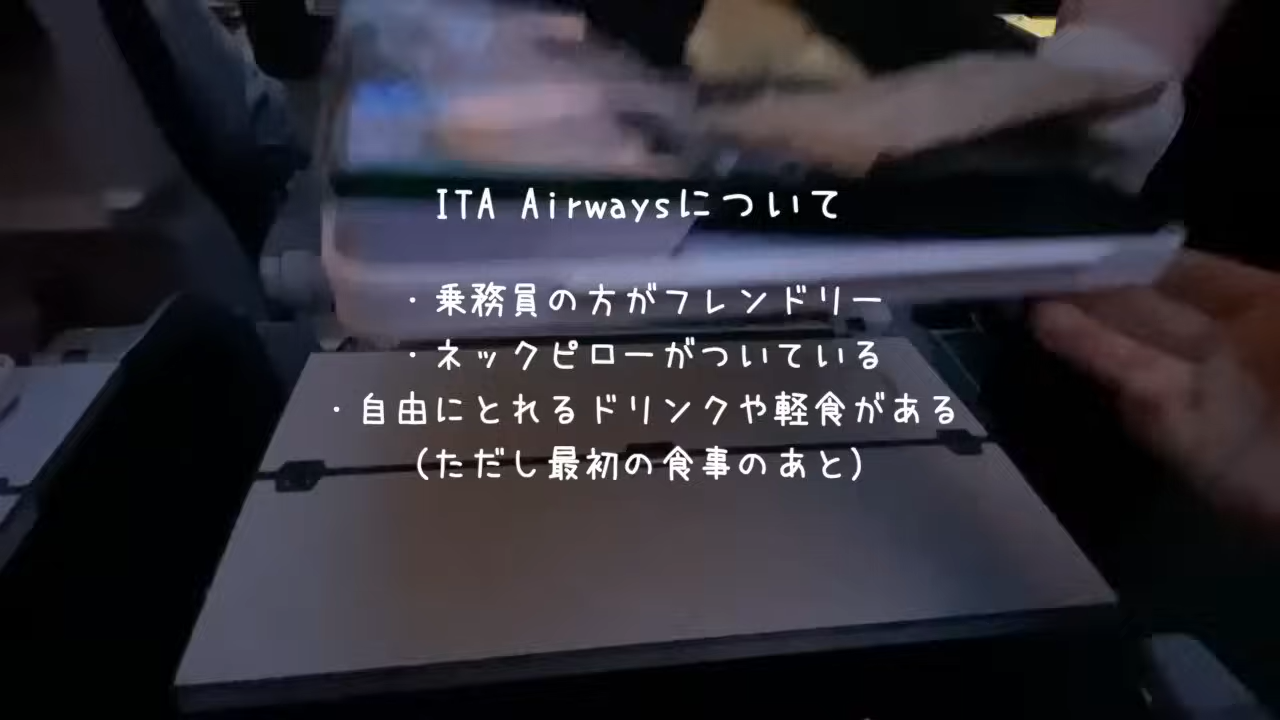 ITA Airwaysについて
・乗務員の方がフレンドリー
・ネックピローがついている
・自由にとれるドリンクや軽食がある
(ただし最初の食事のあと)